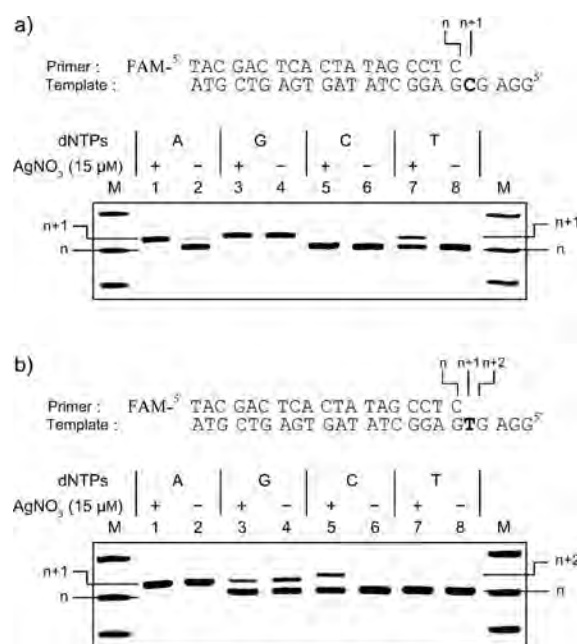 a)
n n+1
Primer : FAM-5' TAC GAC TCA CTA TAG CCT C
Template : ATG CTG AGT GAT ATC GGA GCG AGG5'
dNTPs A G C T
AgNO3 (15 µM) + − + − + − + −
M 1 2 3 4 5 6 7 8 M
n+1 n+1
n n
b)
n n+1 n+2
Primer : FAM-5' TAC GAC TCA CTA TAG CCT C
Template : ATG CTG AGT GAT ATC GGA GTG AGG5'
dNTPs A G C T
AgNO3 (15 µM) + − + − + − + −
M 1 2 3 4 5 6 7 8 M
n+1 n+2
n n